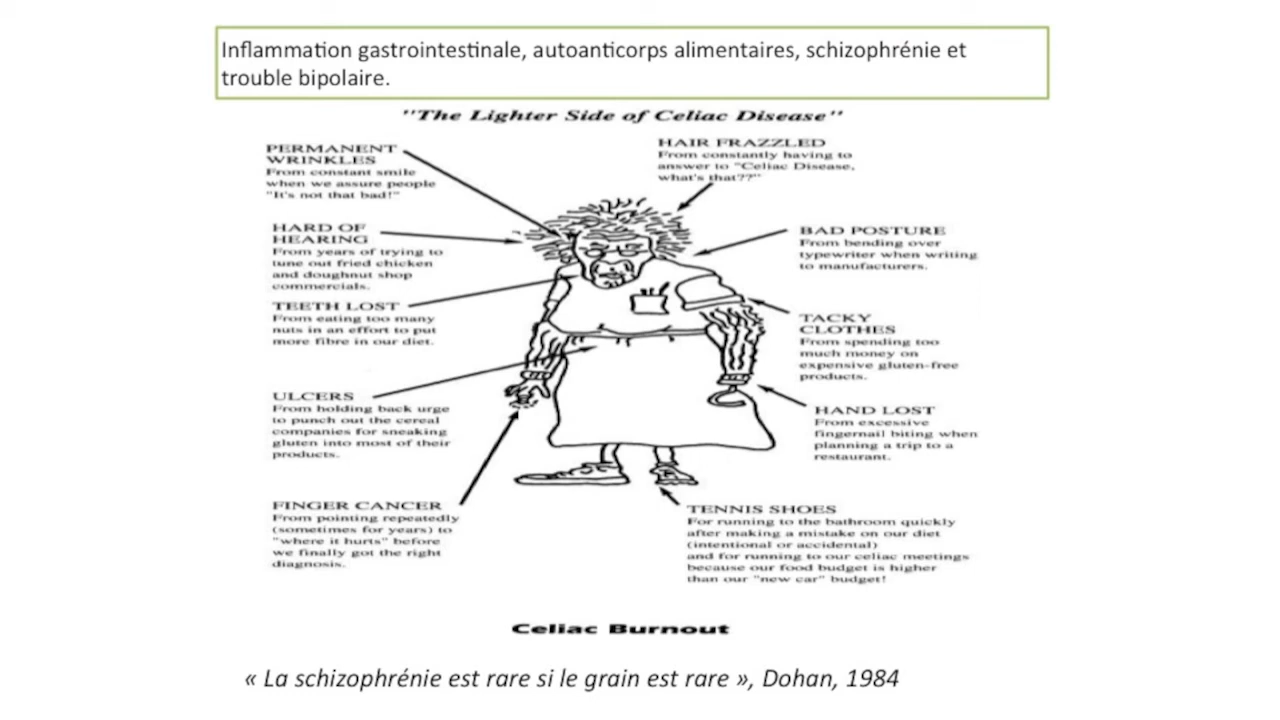 Inflammation gastrointestinale, autoanticorps alimentaires, schizophrénie et
trouble bipolaire.
"The Lighter Side of Celiac Disease"
PERMANENT
WRINKLES
From constant smile
when we assure people
"It's not that bad!"
HAIR FRAZZLED
From constantly having to
answer to "Celiac Disease,
what's that??"
HARD OF
HEARING
From years of trying to
tune out fried chicken
and doughnut shop
commercials.
BAD POSTURE
From bending over
typewriter when writing
to manufacturers.
TEETH LOST
From eating too many
nuts in an effort to put
more fibre in our diet.
TACKY
CLOTHES
From spending too
much money on
expensive gluten-free
products.
ULCERS
From holding back urge
to punch out the cereal
companies for sneaking
gluten into most of their
products.
HAND LOST
From excessive
fingernail biting when
planning a trip to a
restaurant.
FINGER CANCER
From pointing repeatedly
(sometimes for years) to
"where it hurts" before
we finally got the right
diagnosis.
TENNIS SHOES
For running to the bathroom quickly
after making a mistake on our diet
(intentional or accidental)
and for running to our celiac meetings
because our food budget is higher
than our "new car" budget!
Celiac Burnout
« La schizophrénie est rare si le grain est rare », Dohan, 1984